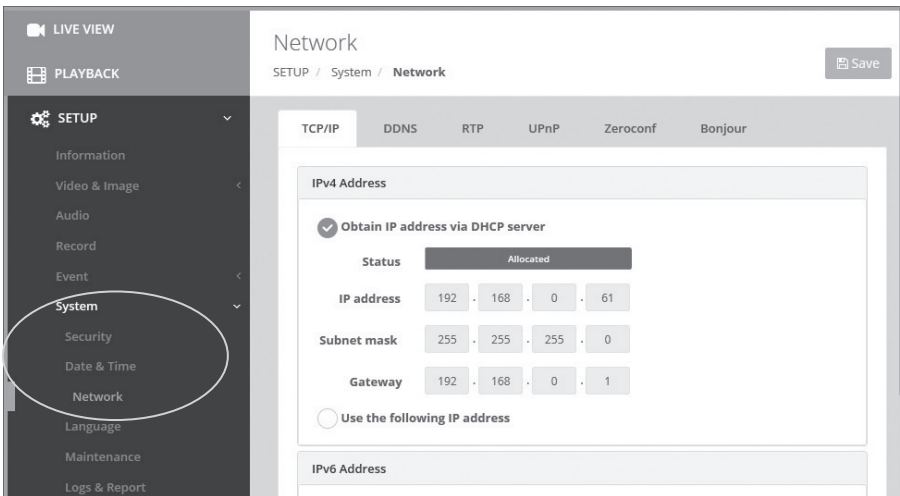 LIVE VIEW
PLAYBACK
SETUP
Information
Video & Image
Audio
Record
Event
System
Security
Date & Time
Network
Language
Maintenance
Logs & Report
Network
SETUP / System / Network
Save
TCP/IP DDNS RTP UPnP Zeroconf Bonjour
IPv4 Address
Obtain IP address via DHCP server
Status Allocated
IP address 192 . 168 . 0 . 61
Subnet mask 255 . 255 . 255 . 0
Gateway 192 . 168 . 0 . 1
Use the following IP address
IPv6 Address